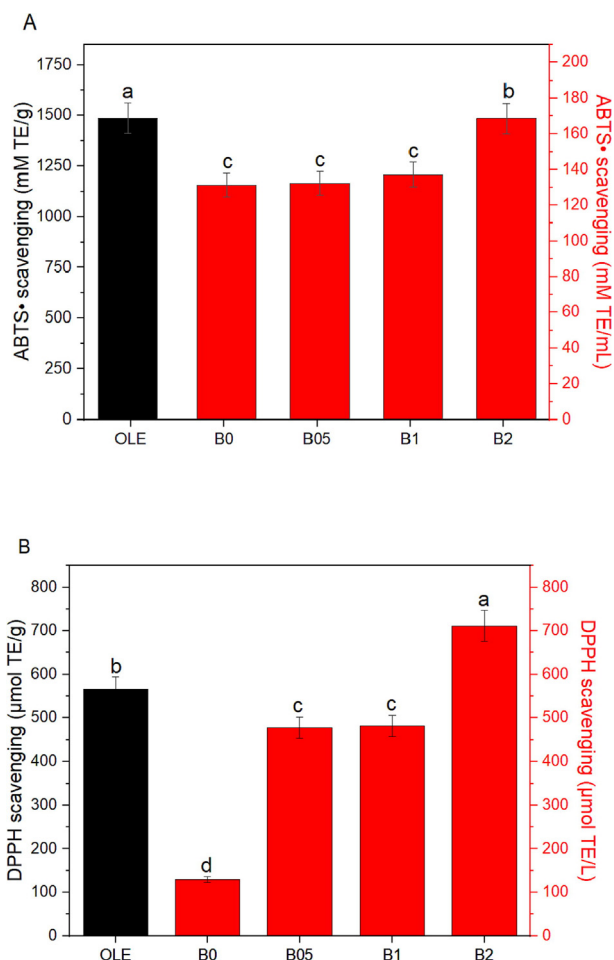 A
ABTS• scavenging (mM TE/g)
1750
1500
1250
1000
750
500
250
0
a
c
c
c
b
200
180
160
140
120
100
80
60
40
20
0
ABTS• scavenging
(mM TE/mL)
OLE B0 B05 B1 B2
B
DPPH scavenging (µmol TE/g)
800
700
600
500
400
300
200
100
0
b
d
c
c
a
800
700
600
500
400
300
200
100
0
DPPH scavenging
(µmol TE/L)
OLE B0 B05 B1 B2